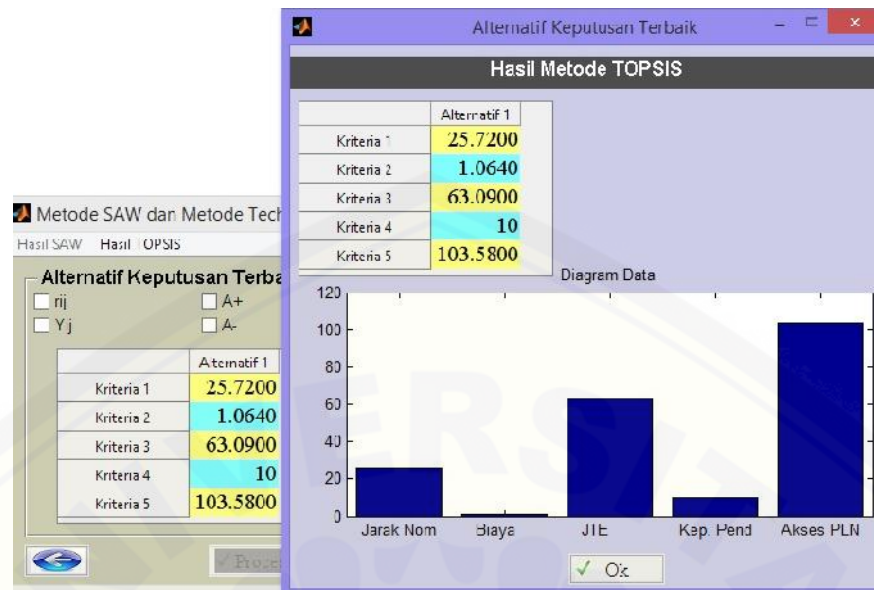 Alternatif Keputusan Terbaik
Hasil Metode TOPSIS
Alternatif 1
Kriteria 1 25.7200
Kriteria 2 1.0640
Kriteria 3 63.0900
Kriteria 4 10
Kriteria 5 103.5800
Diagram Data
120
100
80
60
40
20
0
Jarak Nom Biaya JTE Kep. Pend Akses PLN
✓ Ok
Metode SAW dan Metode Tech
Hasil SAW Hasil TOPSIS
Alternatif Keputusan Terba
rij A+
Yj A-
Alternatif 1
Kriteria 1 25.7200
Kriteria 2 1.0640
Kriteria 3 63.0900
Kriteria 4 10
Kriteria 5 103.5800